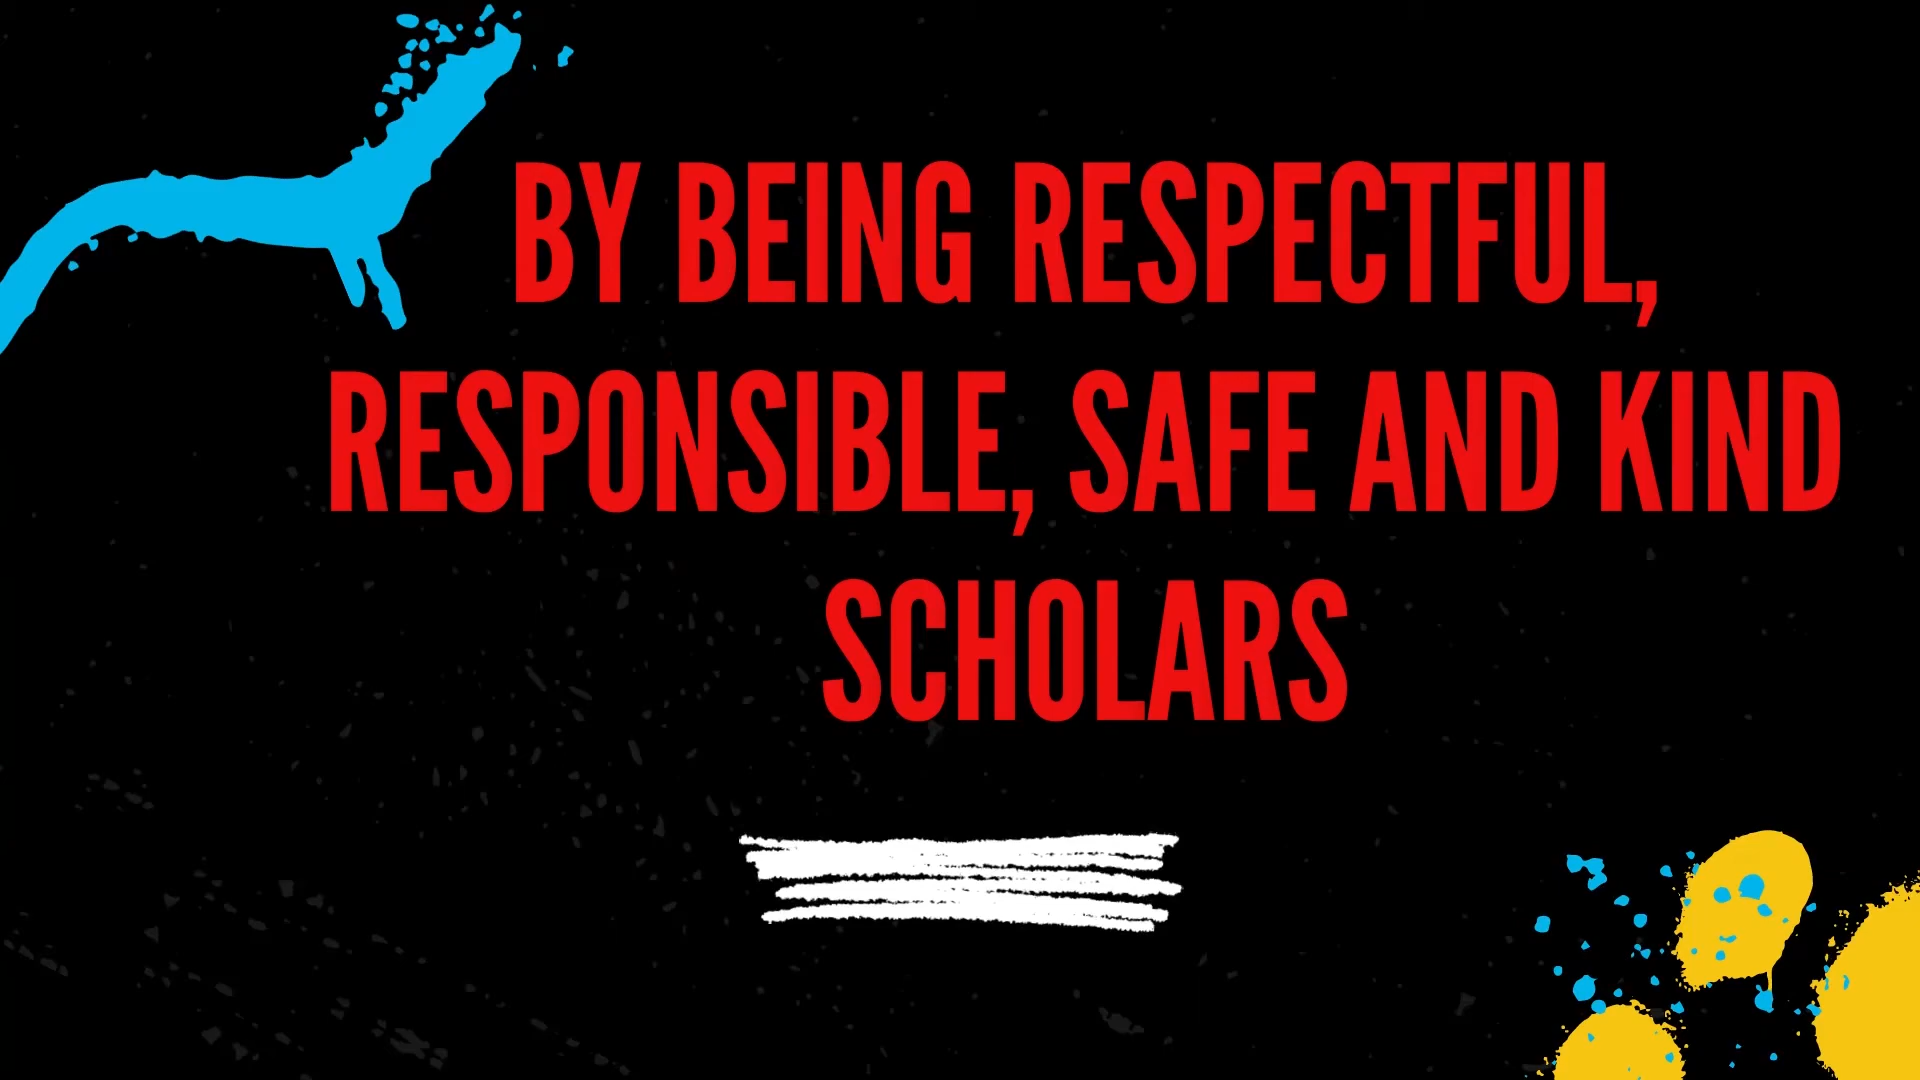 BY BEING RESPECTFUL,
RESPONSIBLE, SAFE AND KIND
SCHOLARS